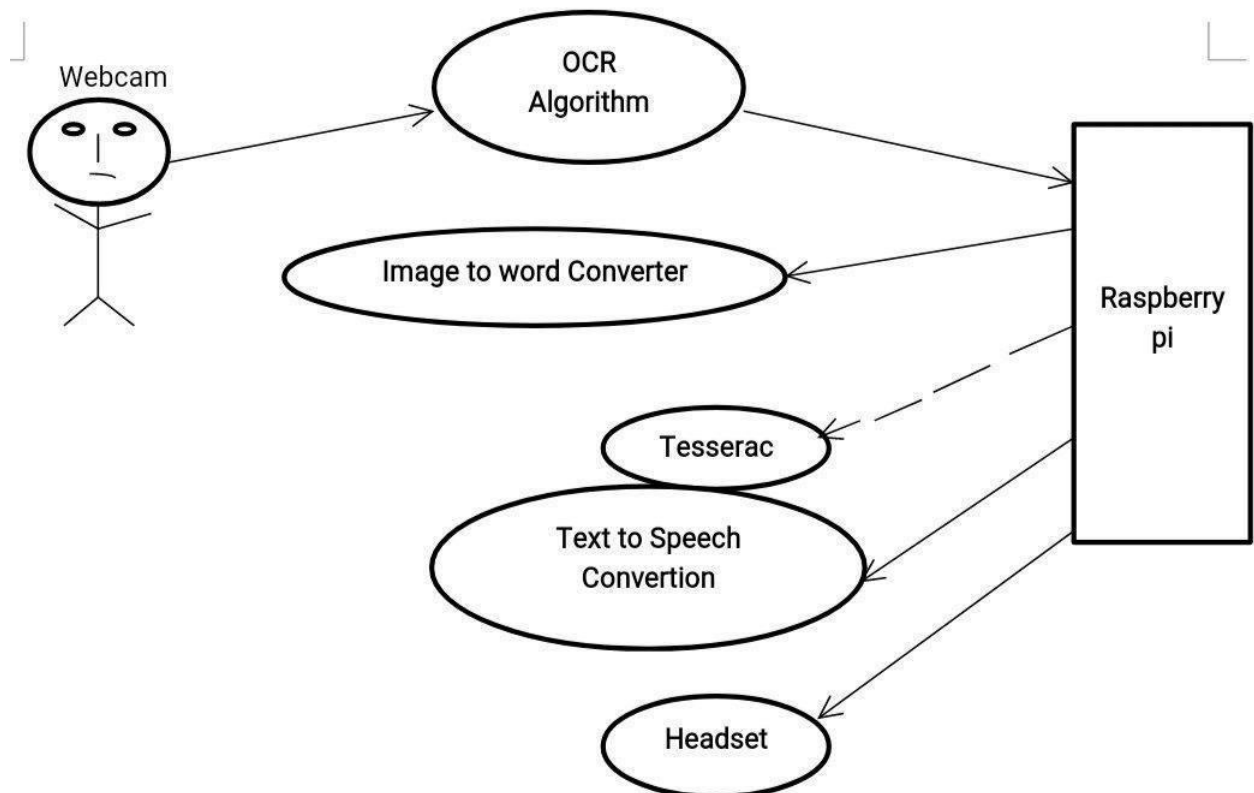 Webcam
OCR
Algorithm
Image to word Converter
Raspberry
pi
Tesserac
Text to Speech
Convertion
Headset